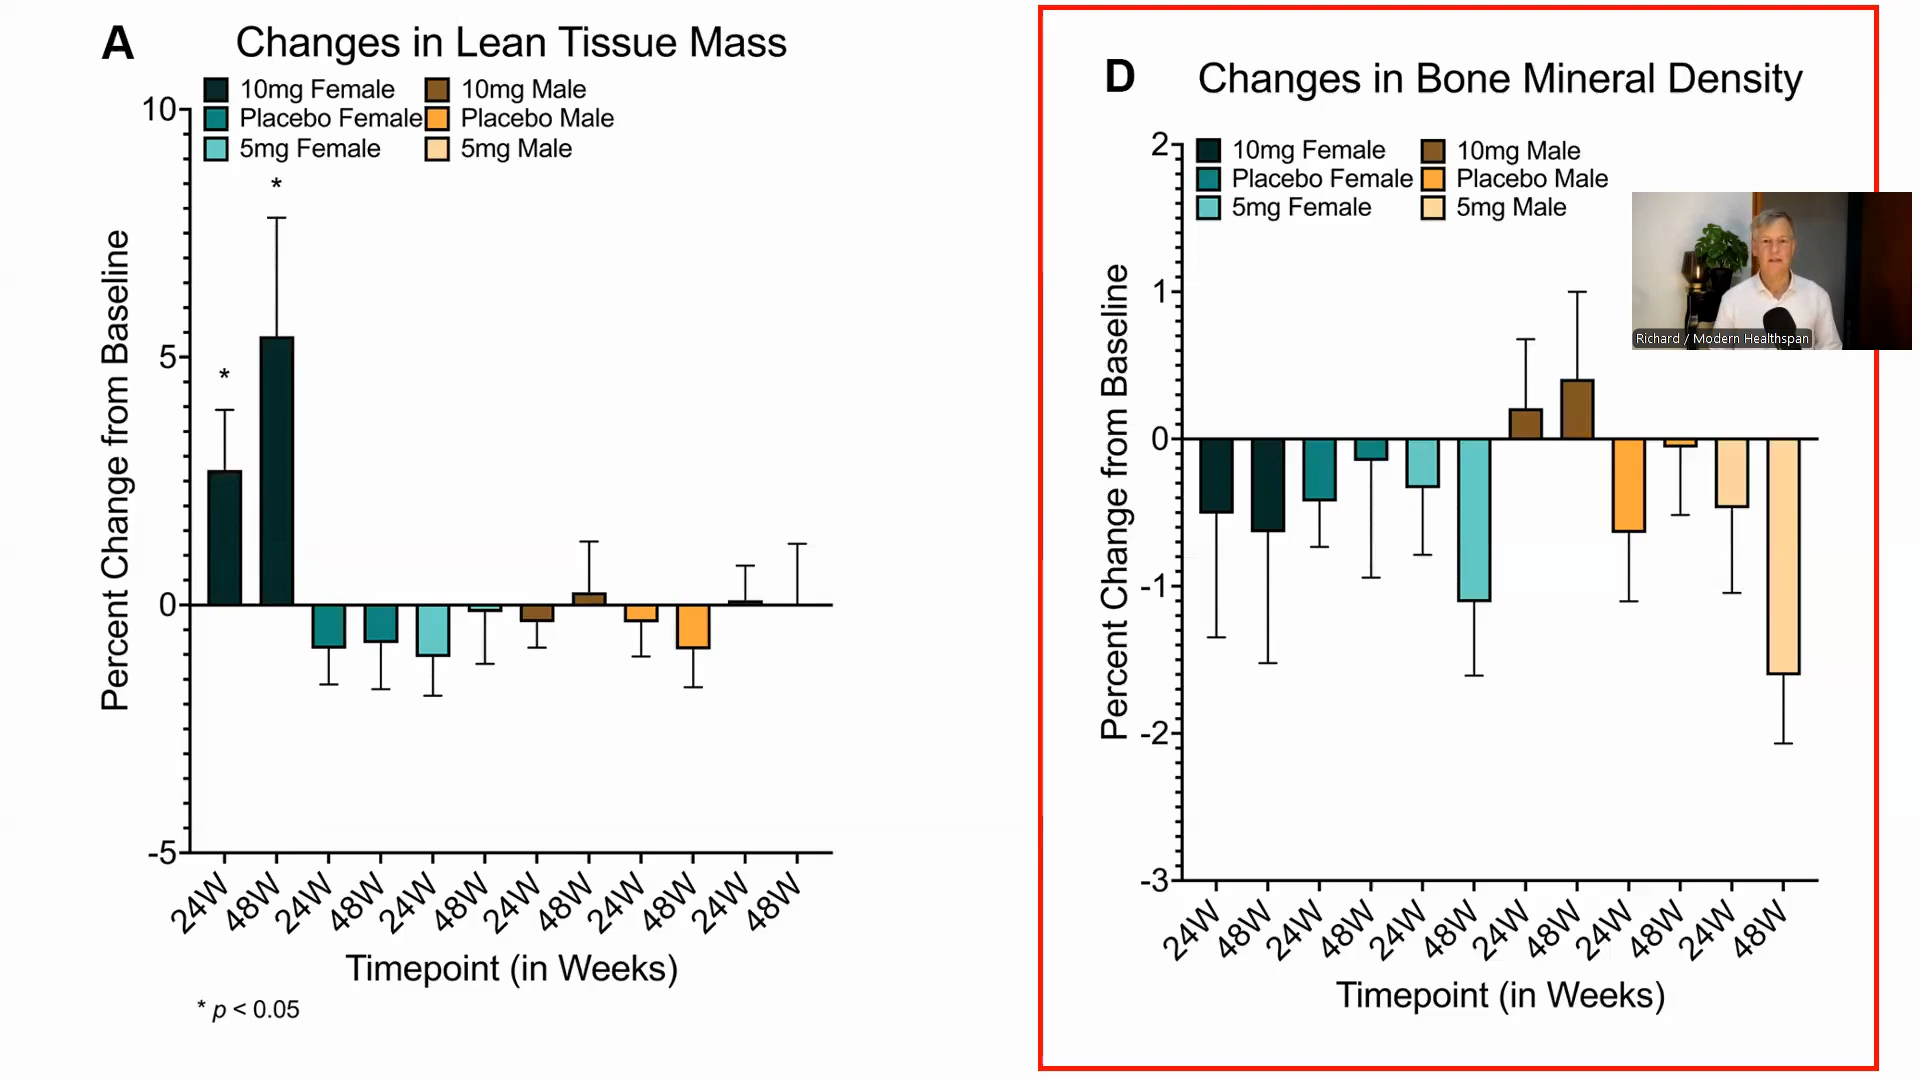 A
Changes in Lean Tissue Mass
10mg Female
10mg Male
Placebo Female
Placebo Male
5mg Female
5mg Male
*
*
Percent Change from Baseline
10
5
0
-5
24W
48W
24W
48W
24W
48W
24W
48W
24W
48W
24W
48W
Timepoint (in Weeks)
* p < 0.05
D
Changes in Bone Mineral Density
10mg Female
10mg Male
Placebo Female
Placebo Male
5mg Female
5mg Male
Percent Change from Baseline
2
1
0
-1
-2
-3
24W
48W
24W
48W
24W
48W
24W
48W
24W
48W
24W
48W
Timepoint (in Weeks)
Richard / Modern Healthspan